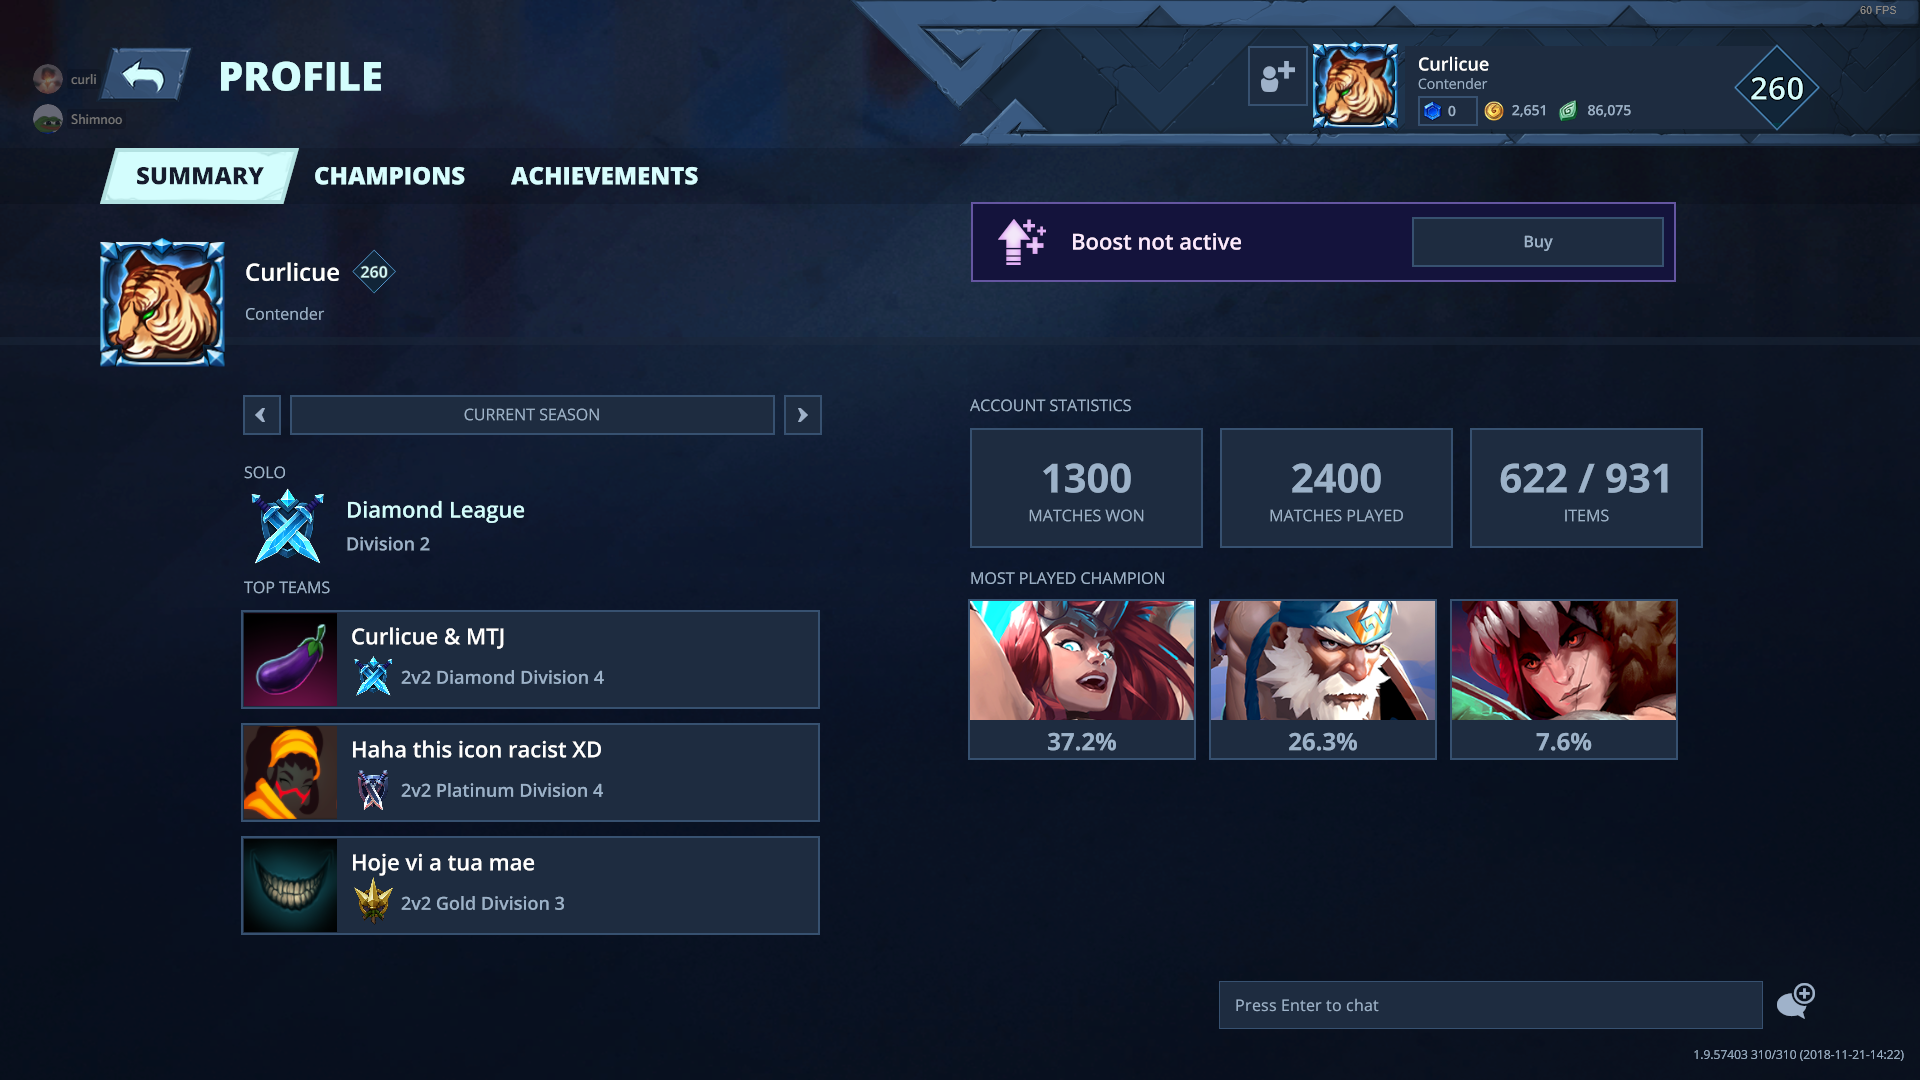 60 FPS
curli
PROFILE
Shimnoo
Curlicue
Contender
0
2,651
86,075
260
SUMMARY
CHAMPIONS
ACHIEVEMENTS
Curlicue
260
Contender
Boost not active
Buy
CURRENT SEASON
SOLO
Diamond League
Division 2
TOP TEAMS
Curlicue & MTJ
2v2 Diamond Division 4
Haha this icon racist XD
2v2 Platinum Division 4
Hoje vi a tua mae
2v2 Gold Division 3
ACCOUNT STATISTICS
1300
MATCHES WON
2400
MATCHES PLAYED
622 / 931
ITEMS
MOST PLAYED CHAMPION
37.2%
26.3%
7.6%
Press Enter to chat
1.9.57403 310/310 (2018-11-21-14:22)